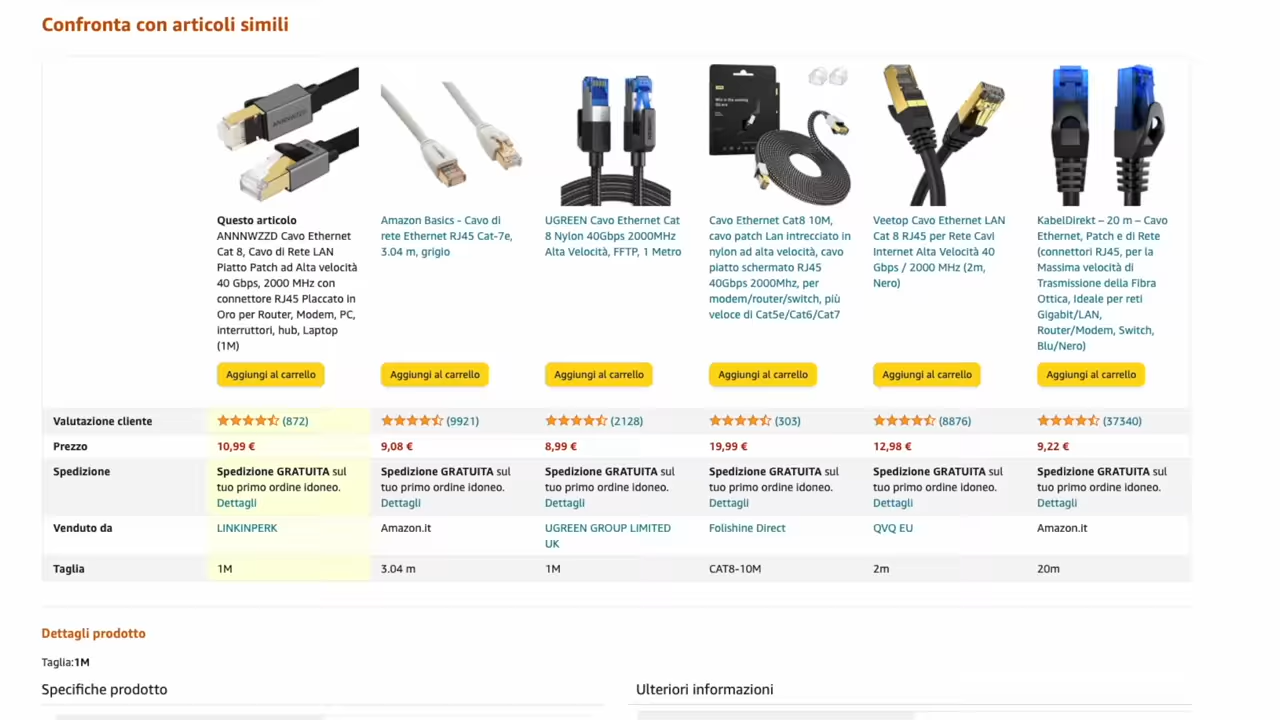 Confronta con articoli simili
Questo articolo
ANNNWZZD Cavo Ethernet
Cat 8, Cavo di Rete LAN
Piatto Patch ad Alta velocità
40 Gbps, 2000 MHz con
connettore RJ45 Placcato in
Oro per Router, Modem, PC,
interruttori, hub, Laptop
(1M)
Aggiungi al carrello
Amazon Basics - Cavo di
rete Ethernet RJ45 Cat-7e,
3.04 m, grigio
Aggiungi al carrello
UGREEN Cavo Ethernet Cat
8 Nylon 40Gbps 2000MHz
Alta Velocità, FFTP, 1 Metro
Aggiungi al carrello
Cavo Ethernet Cat8 10M,
cavo patch Lan intrecciato in
nylon ad alta velocità, cavo
piatto schermato RJ45
40Gbps 2000Mhz, per
modem/router/switch, più
veloce di Cat5e/Cat6/Cat7
Aggiungi al carrello
Veetop Cavo Ethernet LAN
Cat 8 RJ45 per Rete Cavi
Internet Alta Velocità 40
Gbps / 2000 MHz (2m,
Nero)
Aggiungi al carrello
KabelDirekt – 20 m – Cavo
Ethernet, Patch e di Rete
(connettori RJ45, per la
Massima velocità di
Trasmissione della Fibra
Ottica, Ideale per reti
Gigabit/LAN,
Router/Modem, Switch,
Blu/Nero)
Aggiungi al carrello
Valutazione cliente (872) (9921) (2128) (303) (8876) (37340)
Prezzo 10,99 € 9,08 € 8,99 € 19,99 € 12,98 € 9,22 €
Spedizione
Spedizione GRATUITA sul
tuo primo ordine idoneo.
Dettagli
Spedizione GRATUITA sul
tuo primo ordine idoneo.
Dettagli
Spedizione GRATUITA sul
tuo primo ordine idoneo.
Dettagli
Spedizione GRATUITA sul
tuo primo ordine idoneo.
Dettagli
Spedizione GRATUITA sul
tuo primo ordine idoneo.
Dettagli
Spedizione GRATUITA sul
tuo primo ordine idoneo.
Dettagli
Venduto da
LINKINPERK
Amazon.it
UGREEN GROUP LIMITED
UK
Folishine Direct
QVQ EU
Amazon.it
Taglia 1M 3.04 m 1M CAT8-10M 2m 20m
Dettagli prodotto
Taglia:1M
Specifiche prodotto
Ulteriori informazioni